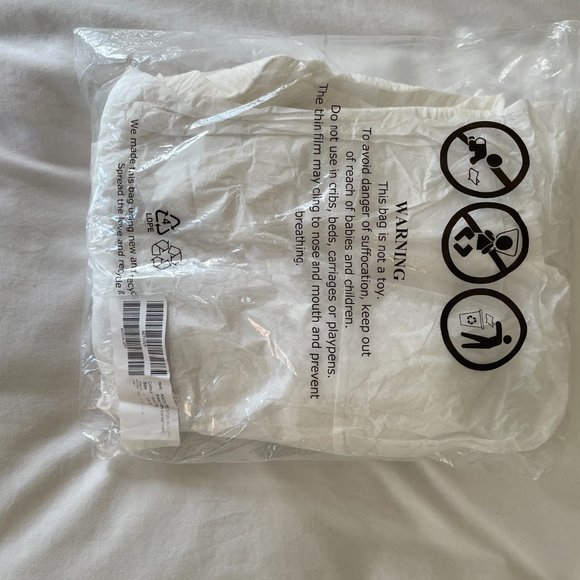 WARNING
This bag is not a toy.
To avoid danger of suffocation, keep out
of reach of babies and children.
Do not use in cribs, beds, carriages or playpens.
The thin film may cling to nose and mouth and prevent
breathing.
4
LDPE
We made this bag using new and
Spread the love and recycle it